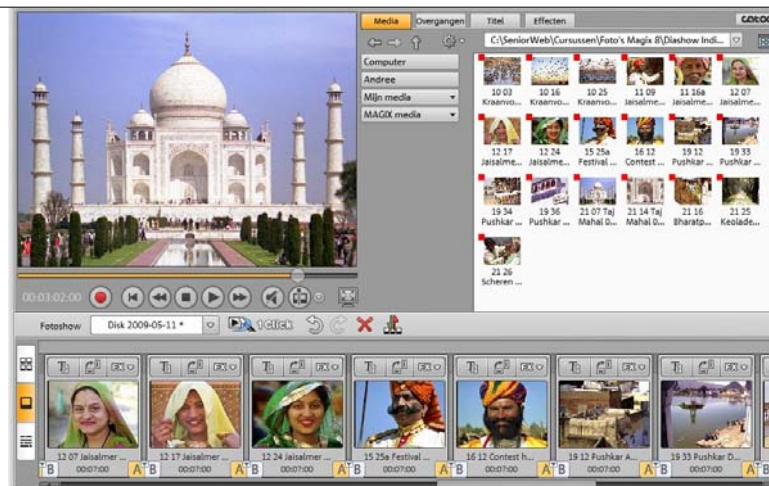 Media Overgangen Titel Effecten
C:\SeniorWeb\Cursussen\Foto's Magix 8\Diashow Indi...
Computer
Andree
Mijn media
MAGIX media
10 03 Kraanvo...
10 16 Kraanvo...
10 25 Kraanvo...
11 09 Jaisalme...
11 16a Jaisalme...
12 07 Jaisalme...
12 17 Jaisalme...
12 24 Jaisalme...
15 25a Festival ...
16 12 Contest ...
19 12 Pushkar ...
19 33 Pushkar ...
19 34 Pushkar ...
19 36 Pushkar ...
21 07 Taj Mahal 0...
21 14 Taj Mahal 0...
21 16 Bharatp...
21 25 Keolade...
21 26 Scheren ...
00:03:02:00
Fotoshow Disk 2009-05-11 * 1 Click
12 07 Jaisalmer ... 12 17 Jaisalmer ... 12 24 Jaisalmer ... 15 25a Festival ... 16 12 Contest h... 19 12 Pushkar A... 19 33 Pushkar D...
B 00:07:00 A B 00:07:00 A B 00:07:00 A B 00:07:00 A B 00:07:00 A B 00:07:00 A B 00:07:00 A